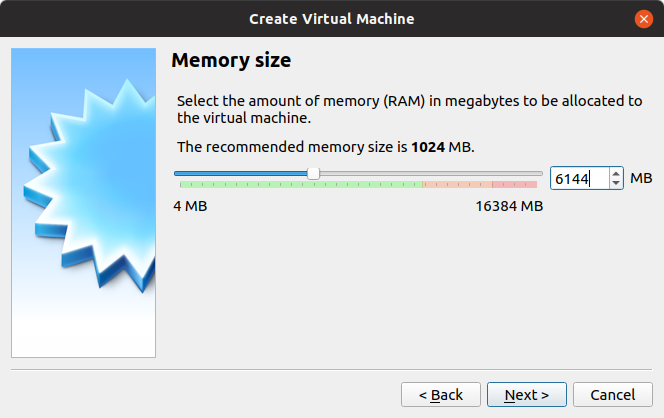 Create Virtual Machine
Memory size
Select the amount of memory (RAM) in megabytes to be allocated to
the virtual machine.
The recommended memory size is 1024 MB.
6144 MB
4 MB 16384 MB
< Back Next > Cancel